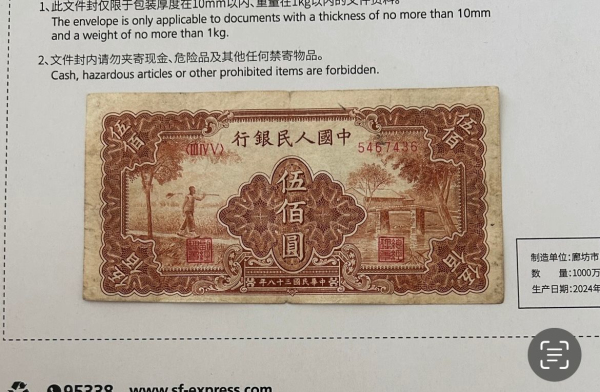 1、此文件封仅限于包装厚度在10mm以内、重量在1kg以内的文件资料。
The envelope is only applicable to documents with a thickness of no more than 10mm
and a weight of no more than 1kg.
2、文件封内请勿夹寄现金、危险品及其他任何禁寄物品。
Cash, hazardous articles or other prohibited items are forbidden.
伍佰
伍佰
行銀民人國中
〈ⅢⅣⅤ〉 5467436
伍佰圓
伍佰
伍佰
年八十三國民華中
制造单位:廊坊市
数 量:1000万
生产日期:2024年
95338 www.sf-express.com